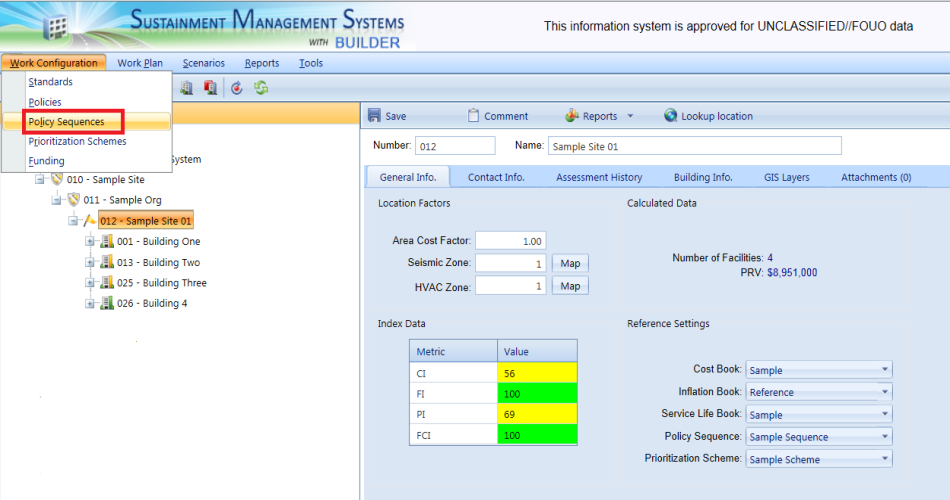 SUSTAINMENT MANAGEMENT SYSTEMS
WITH BUILDER
This information system is approved for UNCLASSIFIED//FOUO data
Work Configuration Work Plan Scenarios Reports Tools
Standards
Policies
Policy Sequences
Prioritization Schemes
Funding
System
010 - Sample Site
011 - Sample Org
012 - Sample Site 01
001 - Building One
013 - Building Two
025 - Building Three
026 - Building 4
Save Comment Reports Lookup location
Number: 012 Name: Sample Site 01
General Info. Contact Info. Assessment History Building Info. GIS Layers Attachments (0)
Location Factors
Area Cost Factor: 1.00
Seismic Zone: 1 Map
HVAC Zone: 1 Map
Calculated Data
Number of Facilities: 4
PRV: $8,951,000
Index Data
Metric Value
CI 56
FI 100
PI 69
FCI 100
Reference Settings
Cost Book: Sample
Inflation Book: Reference
Service Life Book: Sample
Policy Sequence: Sample Sequence
Prioritization Scheme: Sample Scheme